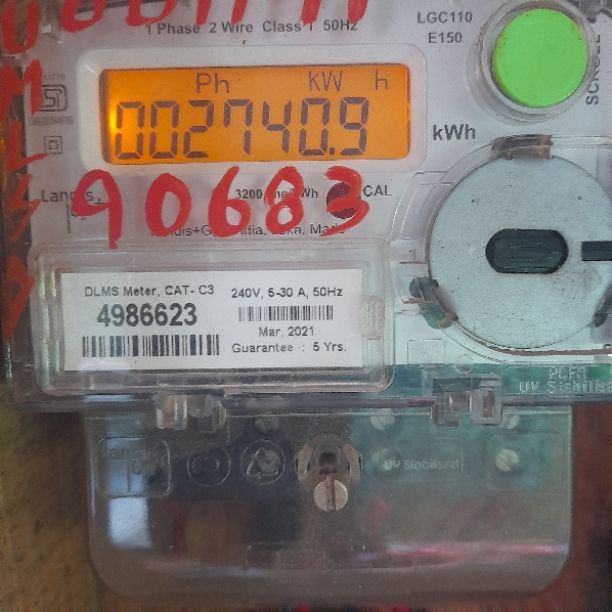 1 Phase 2 Wire Class 1 50Hz
LGC110
E150
SCROLL
Ph kW h
002740.9
kWh
3200 CAL
90683
DLMS Meter, CAT- C3
4986623
240V, 5-30 A, 50Hz
Mar, 2021
Guarantee : 5 Yrs.
UV Stabilised